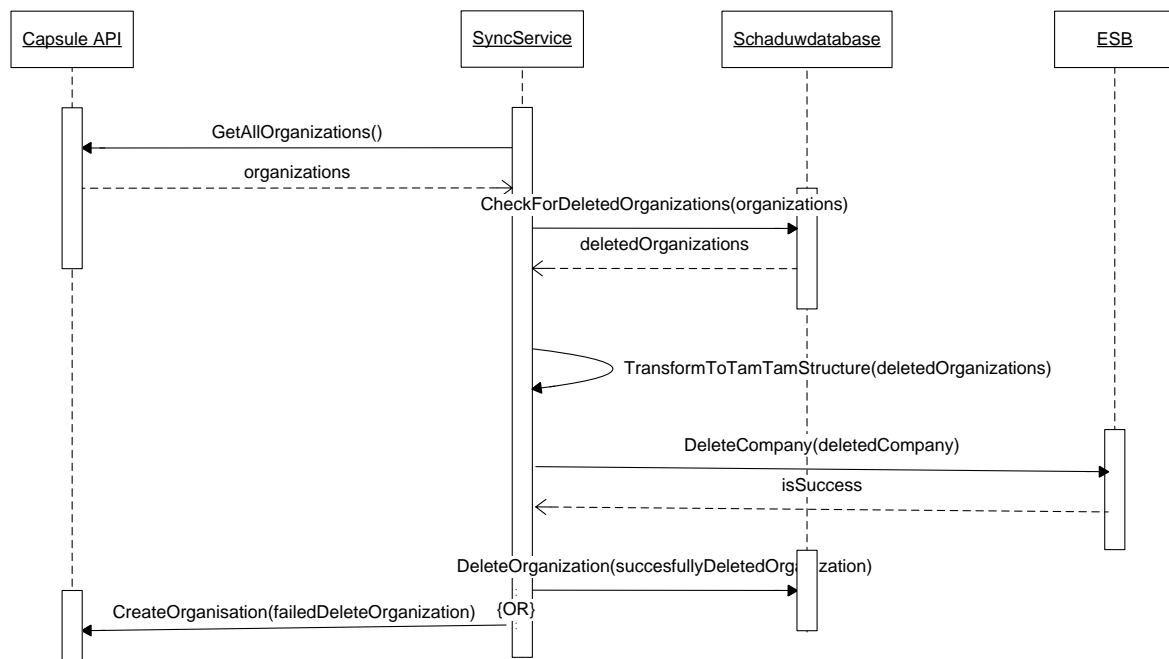 Capsule API
SyncService
Schaduwdatabase
ESB
GetAllOrganizations()
organizations
CheckForDeletedOrganizations(organizations)
deletedOrganizations
TransformToTamTamStructure(deletedOrganizations)
DeleteCompany(deletedCompany)
isSuccess
DeleteOrganization(succesfullyDeletedOrganization)
{OR}
CreateOrganisation(failedDeleteOrganization)